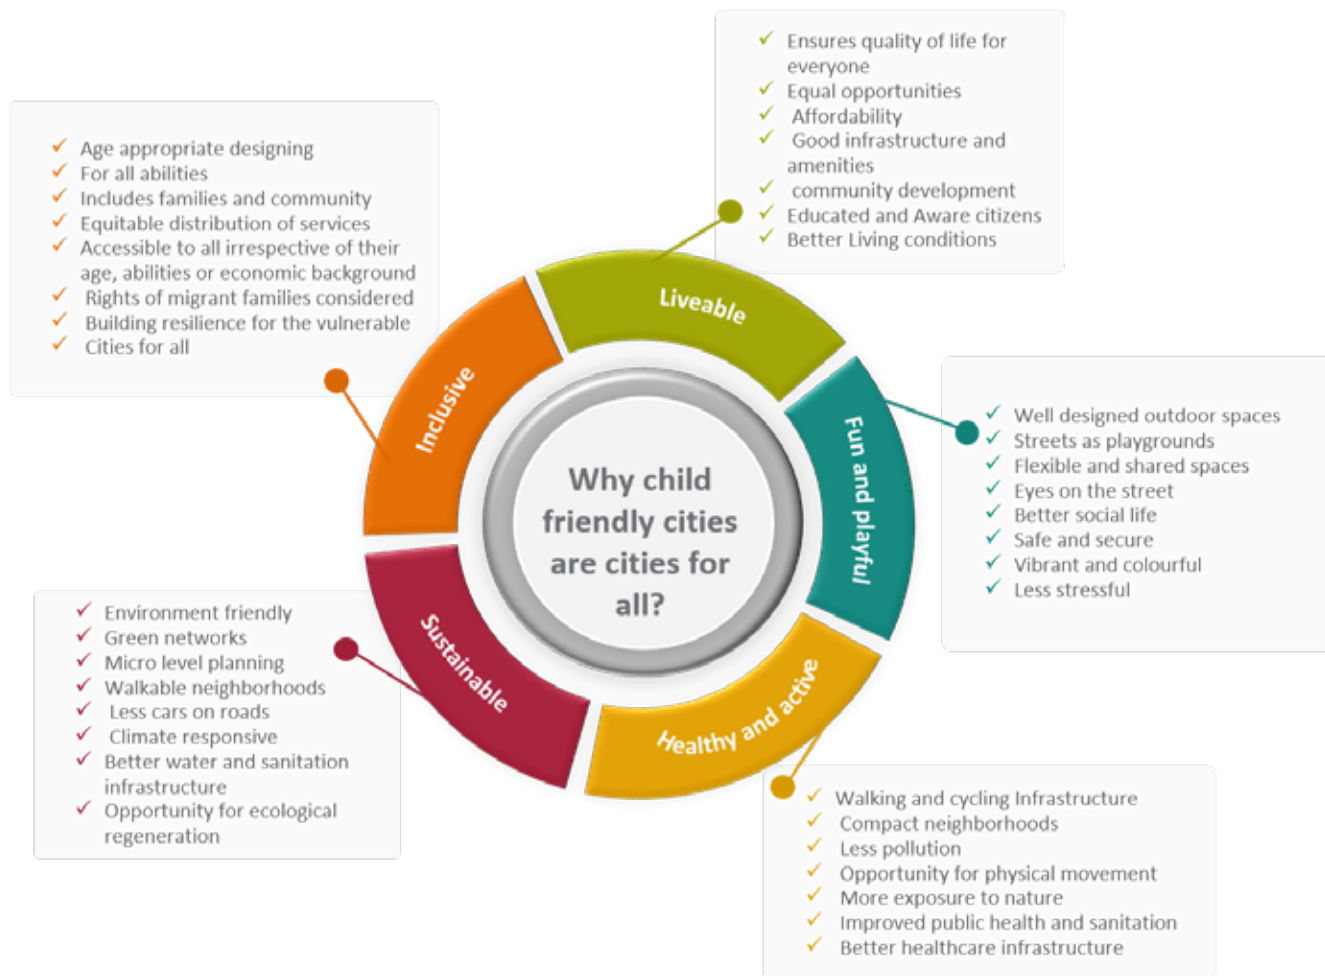 Why child
friendly cities
are cities for
all?
Liveable
Ensures quality of life for
everyone
Equal opportunities
Affordability
Good infrastructure and
amenities
community development
Educated and Aware citizens
Better Living conditions
Fun and playful
Well designed outdoor spaces
Streets as playgrounds
Flexible and shared spaces
Eyes on the street
Better social life
Safe and secure
Vibrant and colourful
Less stressful
Healthy and active
Walking and cycling Infrastructure
Compact neighborhoods
Less pollution
Opportunity for physical movement
More exposure to nature
Improved public health and sanitation
Better healthcare infrastructure
Sustainable
Environment friendly
Green networks
Micro level planning
Walkable neighborhoods
Less cars on roads
Climate responsive
Better water and sanitation
infrastructure
Opportunity for ecological
regeneration
Inclusive
Age appropriate designing
For all abilities
Includes families and community
Equitable distribution of services
Accessible to all irrespective of their
age, abilities or economic background
Rights of migrant families considered
Building resilience for the vulnerable
Cities for all